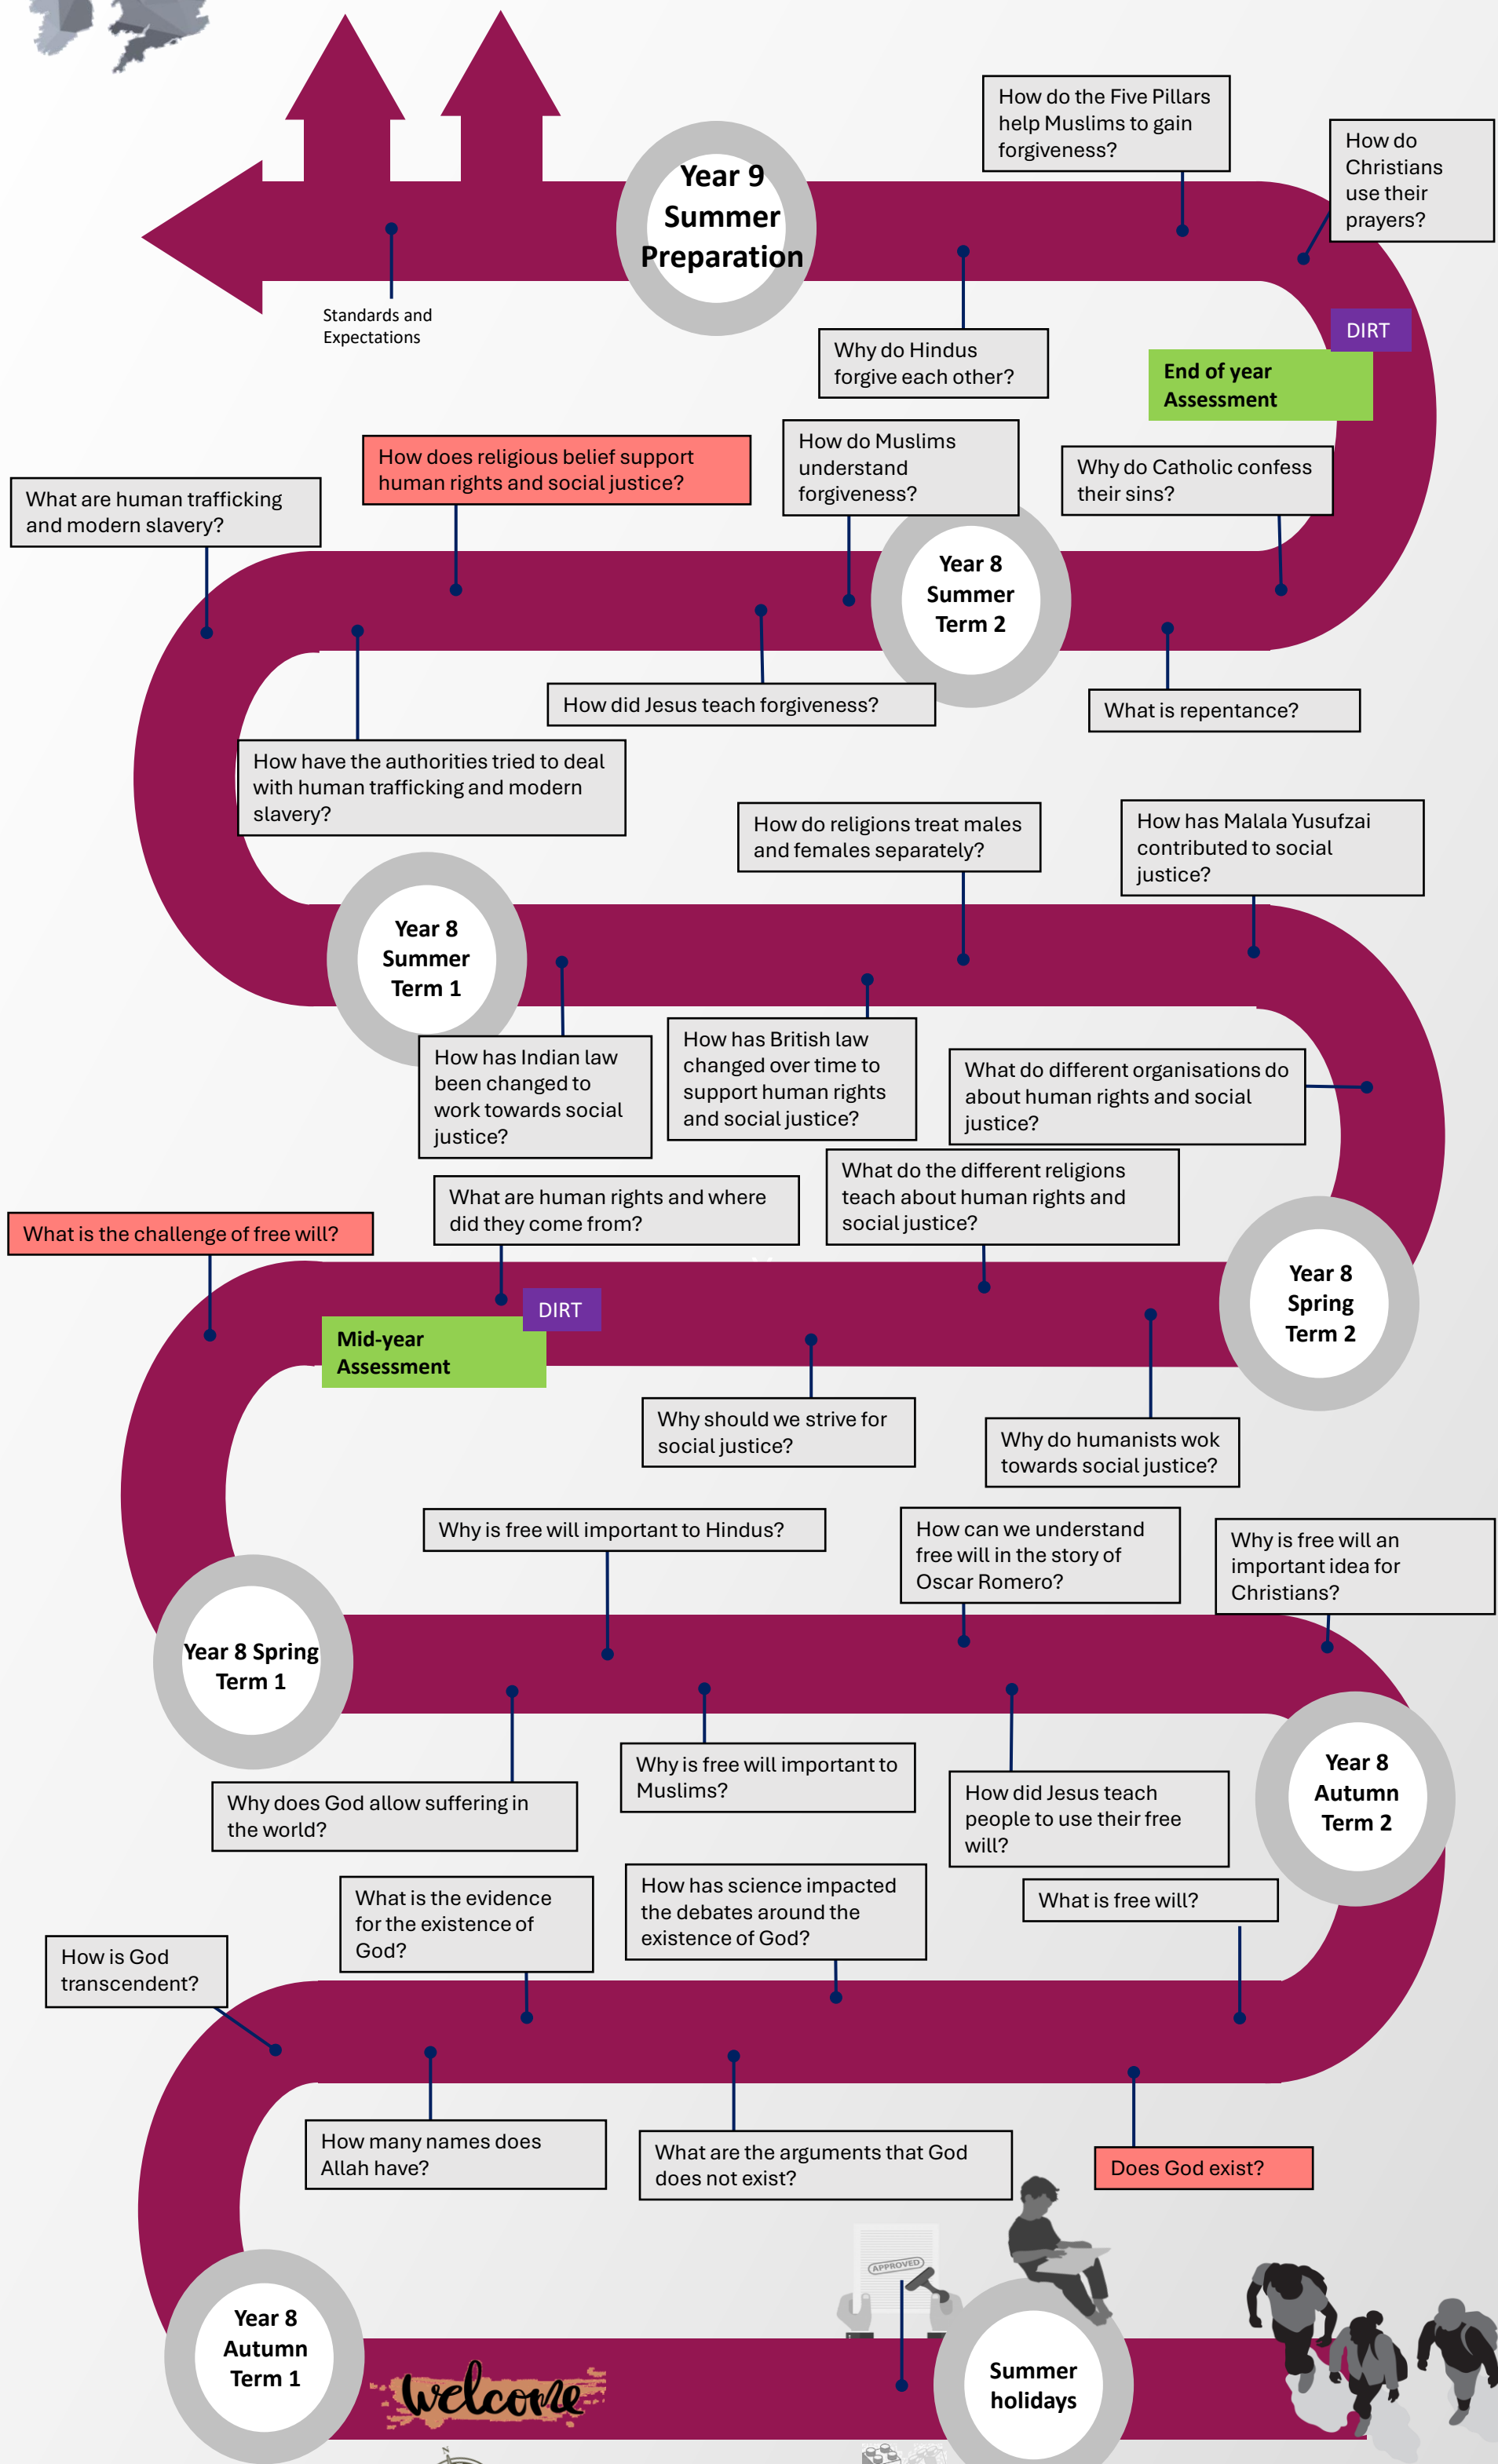 How do the Five Pillars
help Muslims to gain
forgiveness?
How do
Christians
use their
prayers?
Year 9
Summer
Preparation
Standards and
Expectations
Why do Hindus
forgive each other?
DIRT
End of year
Assessment
How does religious belief support
human rights and social justice?
How do Muslims
understand
forgiveness?
Why do Catholic confess
their sins?
What are human trafficking
and modern slavery?
Year 8
Summer
Term 2
How did Jesus teach forgiveness?
What is repentance?
How have the authorities tried to deal
with human trafficking and modern
slavery?
How do religions treat males
and females separately?
How has Malala Yusufzai
contributed to social
justice?
Year 8
Summer
Term 1
How has Indian law
been changed to
work towards social
justice?
How has British law
changed over time to
support human rights
and social justice?
What do different organisations do
about human rights and social
justice?
What are human rights and where
did they come from?
What do the different religions
teach about human rights and
social justice?
What is the challenge of free will?
Year 8
Spring
Term 2
DIRT
Mid-year
Assessment
Why should we strive for
social justice?
Why do humanists wok
towards social justice?
Why is free will important to Hindus?
How can we understand
free will in the story of
Oscar Romero?
Why is free will an
important idea for
Christians?
Year 8 Spring
Term 1
Why does God allow suffering in
the world?
Why is free will important to
Muslims?
How did Jesus teach
people to use their free
will?
Year 8
Autumn
Term 2
What is the evidence
for the existence of
God?
How has science impacted
the debates around the
existence of God?
What is free will?
How is God
transcendent?
How many names does
Allah have?
What are the arguments that God
does not exist?
Does God exist?
APPROVED
Year 8
Autumn
Term 1
welcome
Summer
holidays